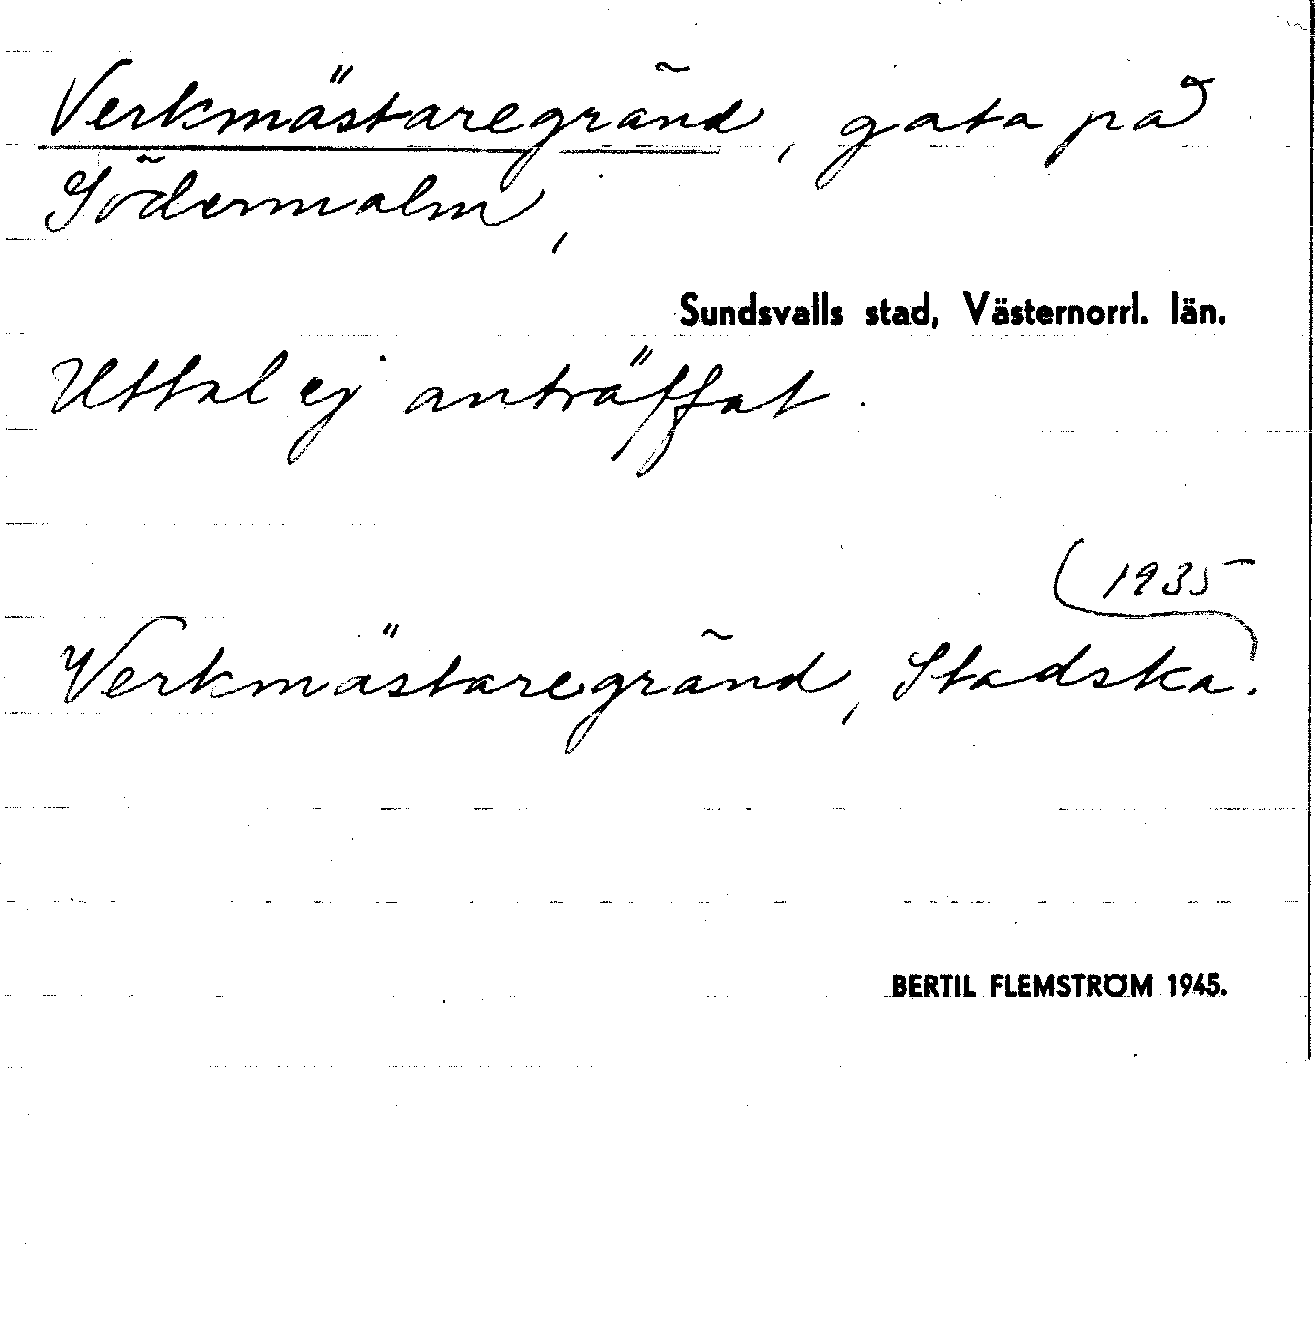 Verkmästaregränd, gata på
Södermalm,
Sundsvalls stad, Västernorrl. län.
Uttal ej anträffat.
1935
Verkmästaregränd, Stadska.
BERTIL FLEMSTRÖM 1945.